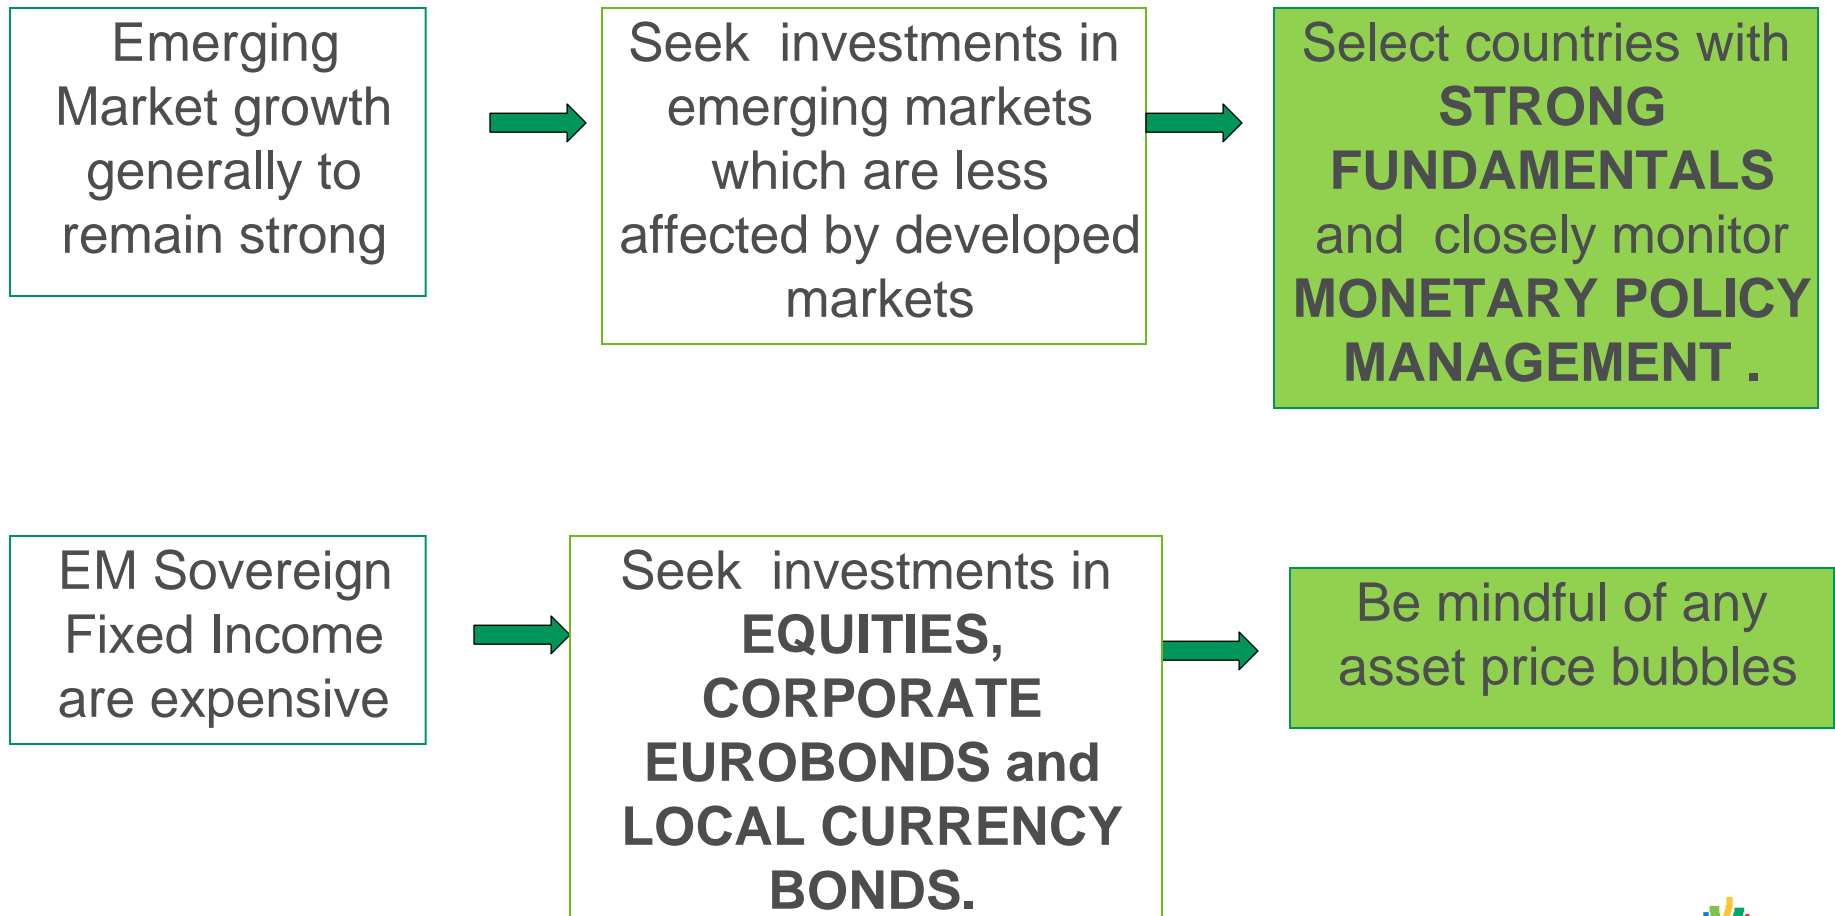 Emerging
Market growth
generally to
remain strong
Seek  investments in
emerging markets
which are less
affected by developed
markets
Select countries with
STRONG
FUNDAMENTALS
and  closely monitor
MONETARY POLICY
MANAGEMENT .
EM Sovereign
Fixed Income
are expensive
Seek  investments in
EQUITIES,
CORPORATE
EUROBONDS and
LOCAL CURRENCY
BONDS.
Be mindful of any
asset price bubbles